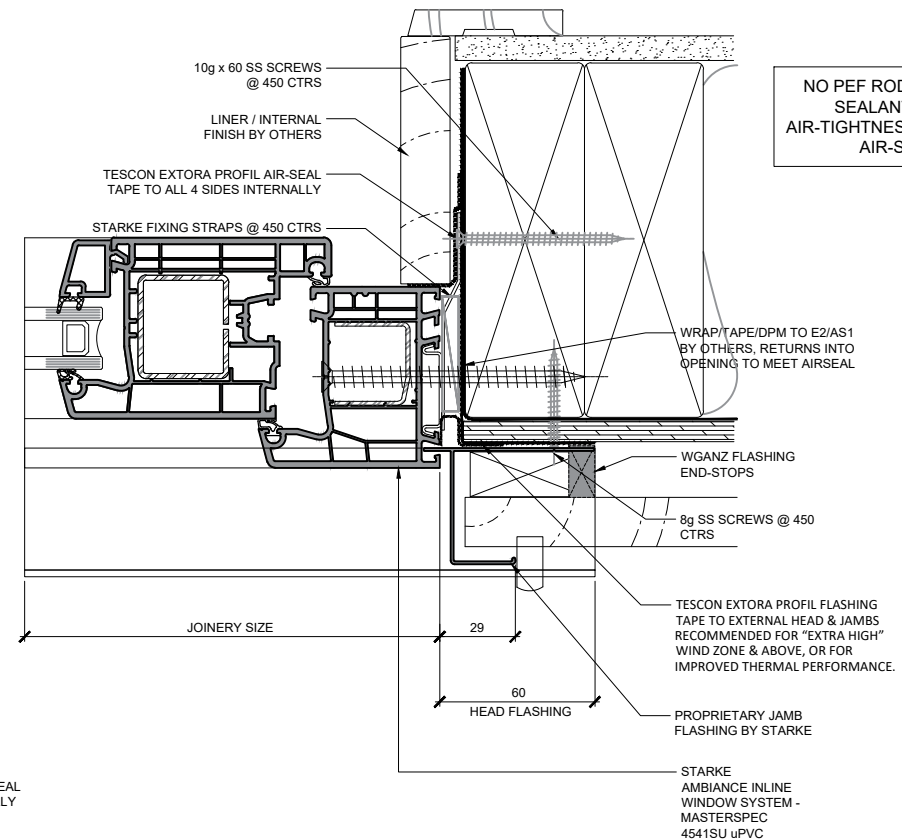 10g x 60 SS SCREWS
@ 450 CTRS
LINER / INTERNAL
FINISH BY OTHERS
TESCON EXTORA PROFIL AIR-SEAL
TAPE TO ALL 4 SIDES INTERNALLY
STARKE FIXING STRAPS @ 450 CTRS
NO PEF ROD
SEALANT
AIR-TIGHTNES
AIR-S
WRAP/TAPE/DPM TO E2/AS1
BY OTHERS, RETURNS INTO
OPENING TO MEET AIRSEAL
WGANZ FLASHING
END-STOPS
8g SS SCREWS @ 450
CTRS
TESCON EXTORA PROFIL FLASHING
TAPE TO EXTERNAL HEAD & JAMBS
RECOMMENDED FOR “EXTRA HIGH”
WIND ZONE & ABOVE, OR FOR
IMPROVED THERMAL PERFORMANCE.
JOINERY SIZE
29
60
HEAD FLASHING
PROPRIETARY JAMB
FLASHING BY STARKE
STARKE
AMBIANCE INLINE
WINDOW SYSTEM -
MASTERSPEC
4541SU uPVC
EAL
LY